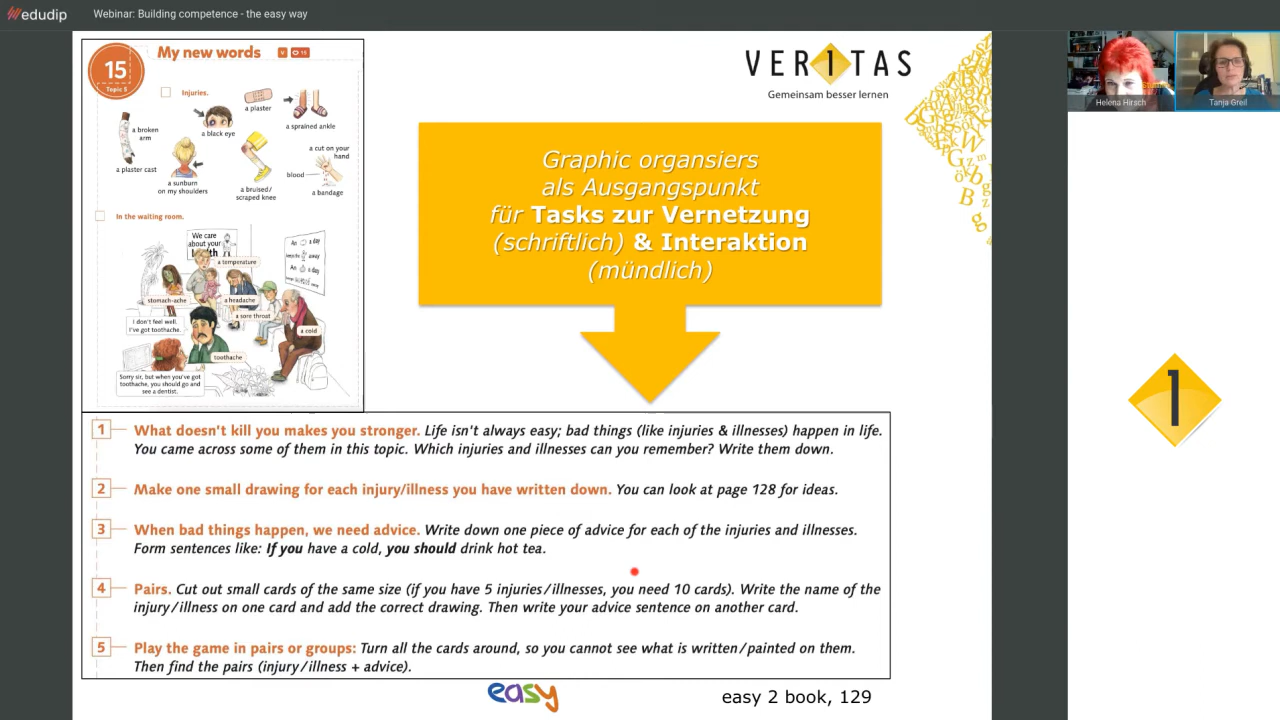 edudip
Webinar: Building competence - the easy way
15
Topic 8
My new words
V
15
Injuries.
a broken
arm
a plaster cast
a black eye
a plaster
a sprained ankle
a sunburn
on my shoulders
a bruised/
scraped knee
a cut on your
hand
blood
a bandage
In the waiting room.
We care
about your
a temperature
An a day
away
An a day
stomach-ache
a headache
a sore throat
I don't feel well.
I've got toothache.
a cold
toothache
Sorry sir, but when you've got
toothache, you should go and
see a dentist.
VER1TAS
Gemeinsam besser lernen
Graphic organsiers
als Ausgangspunkt
für Tasks zur Vernetzung
(schriftlich) & Interaktion
(mündlich)
1 What doesn't kill you makes you stronger. Life isn't always easy; bad things (like injuries & illnesses) happen in life.
You came across some of them in this topic. Which injuries and illnesses can you remember? Write them down.
2 Make one small drawing for each injury/illness you have written down. You can look at page 128 for ideas.
3 When bad things happen, we need advice. Write down one piece of advice for each of the injuries and illnesses.
Form sentences like: If you have a cold, you should drink hot tea.
4 Pairs. Cut out small cards of the same size (if you have 5 injuries/illnesses, you need 10 cards). Write the name of the
injury/illness on one card and add the correct drawing. Then write your advice sentence on another card.
5 Play the game in pairs or groups: Turn all the cards around, so you cannot see what is written/painted on them.
Then find the pairs (injury/illness + advice).
easy
easy 2 book, 129
Helena Hirsch
Tanja Greil
1